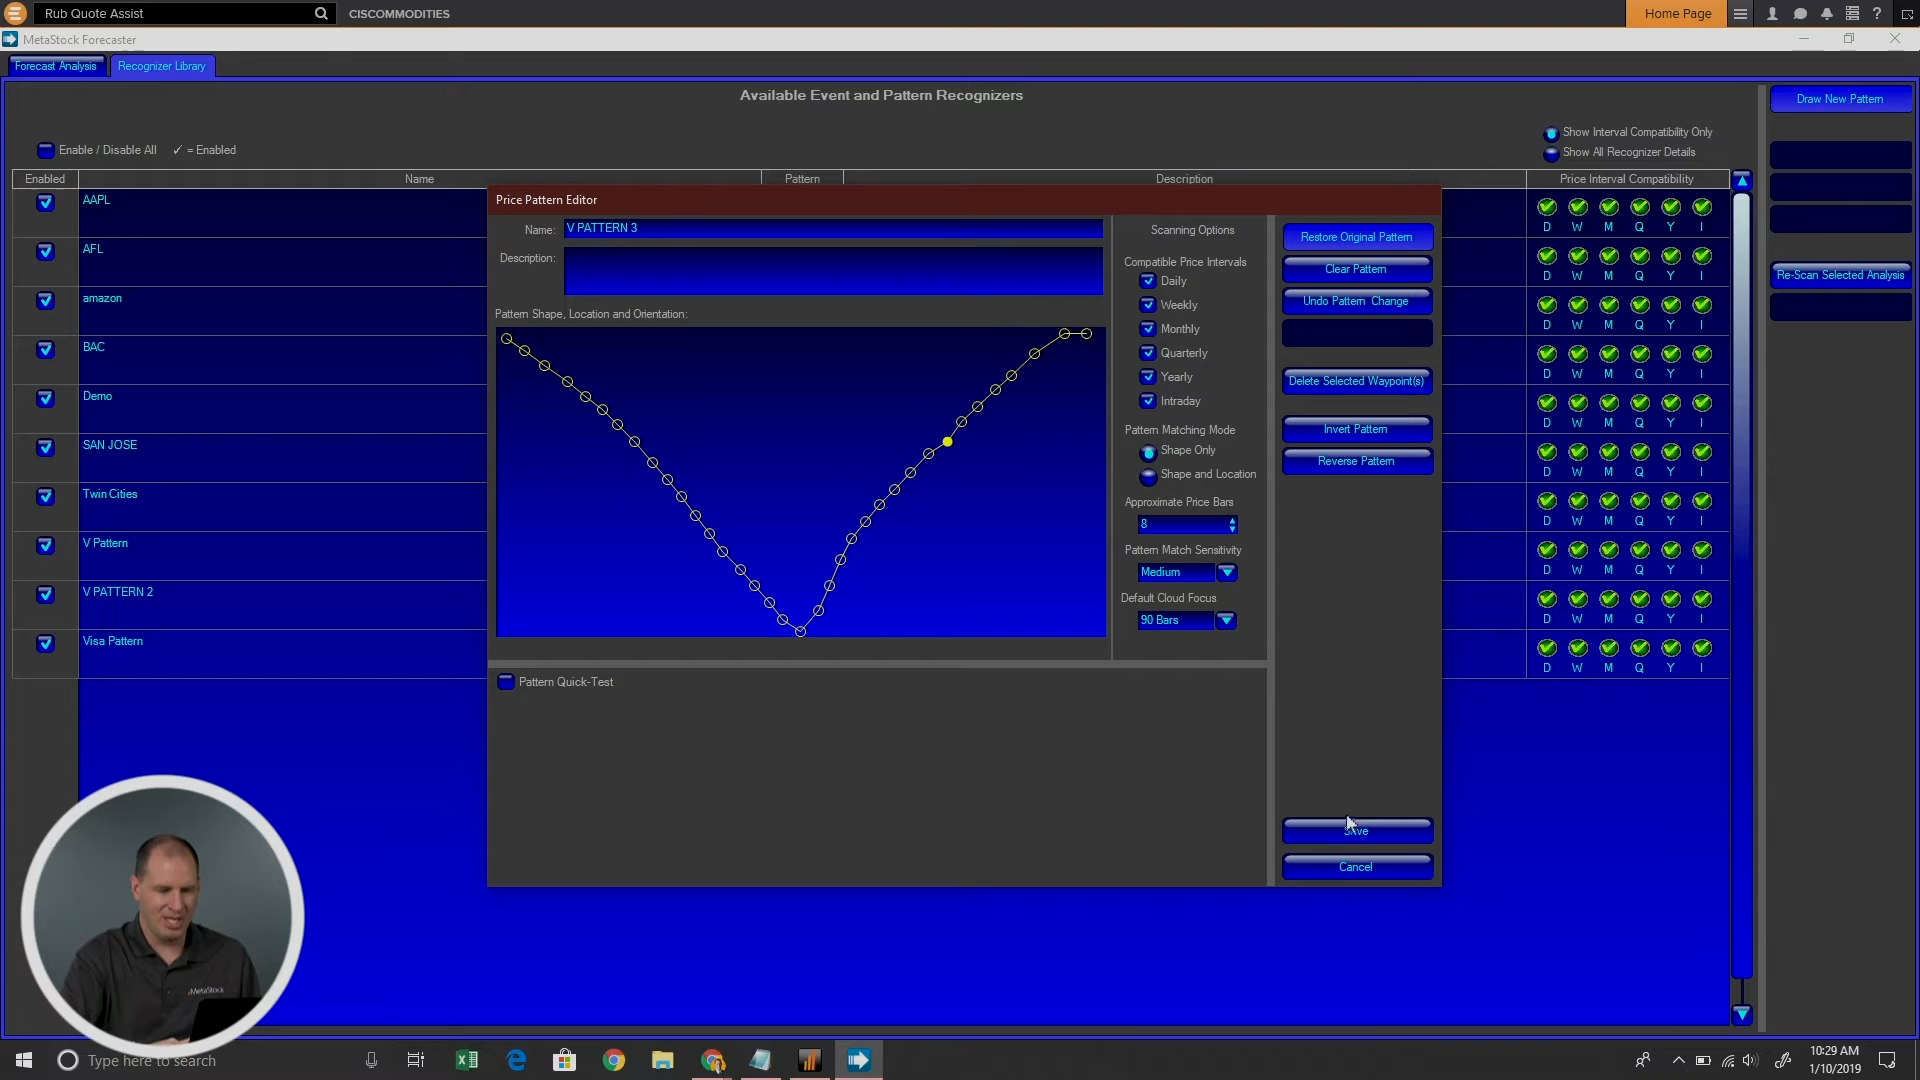 Rub Quote Assist
CISCOMMODITIES
Home Page
?
MetaStock Forecaster
Forecast Analysis
Recognizer Library
Available Event and Pattern Recognizers
Draw New Pattern
Enable / Disable All
✓ = Enabled
Show Interval Compatibility Only
Show All Recognizer Details
Enabled
Name
Pattern
Description
Price Interval Compatibility
AAPL
D W M Q Y I
AFL
D W M Q Y I
amazon
D W M Q Y I
BAC
D W M Q Y I
Demo
D W M Q Y I
SAN JOSE
D W M Q Y I
Twin Cities
D W M Q Y I
V Pattern
D W M Q Y I
V PATTERN 2
D W M Q Y I
Visa Pattern
D W M Q Y I
Re-Scan Selected Analysis
Price Pattern Editor
Name:
V PATTERN 3
Description:
Pattern Shape, Location and Orientation:
Scanning Options
Compatible Price Intervals
Daily
Weekly
Monthly
Quarterly
Yearly
Intraday
Pattern Matching Mode
Shape Only
Shape and Location
Approximate Price Bars
8
Pattern Match Sensitivity
Medium
Default Cloud Focus
90 Bars
Restore Original Pattern
Clear Pattern
Undo Pattern Change
Delete Selected Waypoint(s)
Invert Pattern
Reverse Pattern
Pattern Quick-Test
Save
Cancel
MetaStock
Type here to search
10:29 AM
1/10/2019